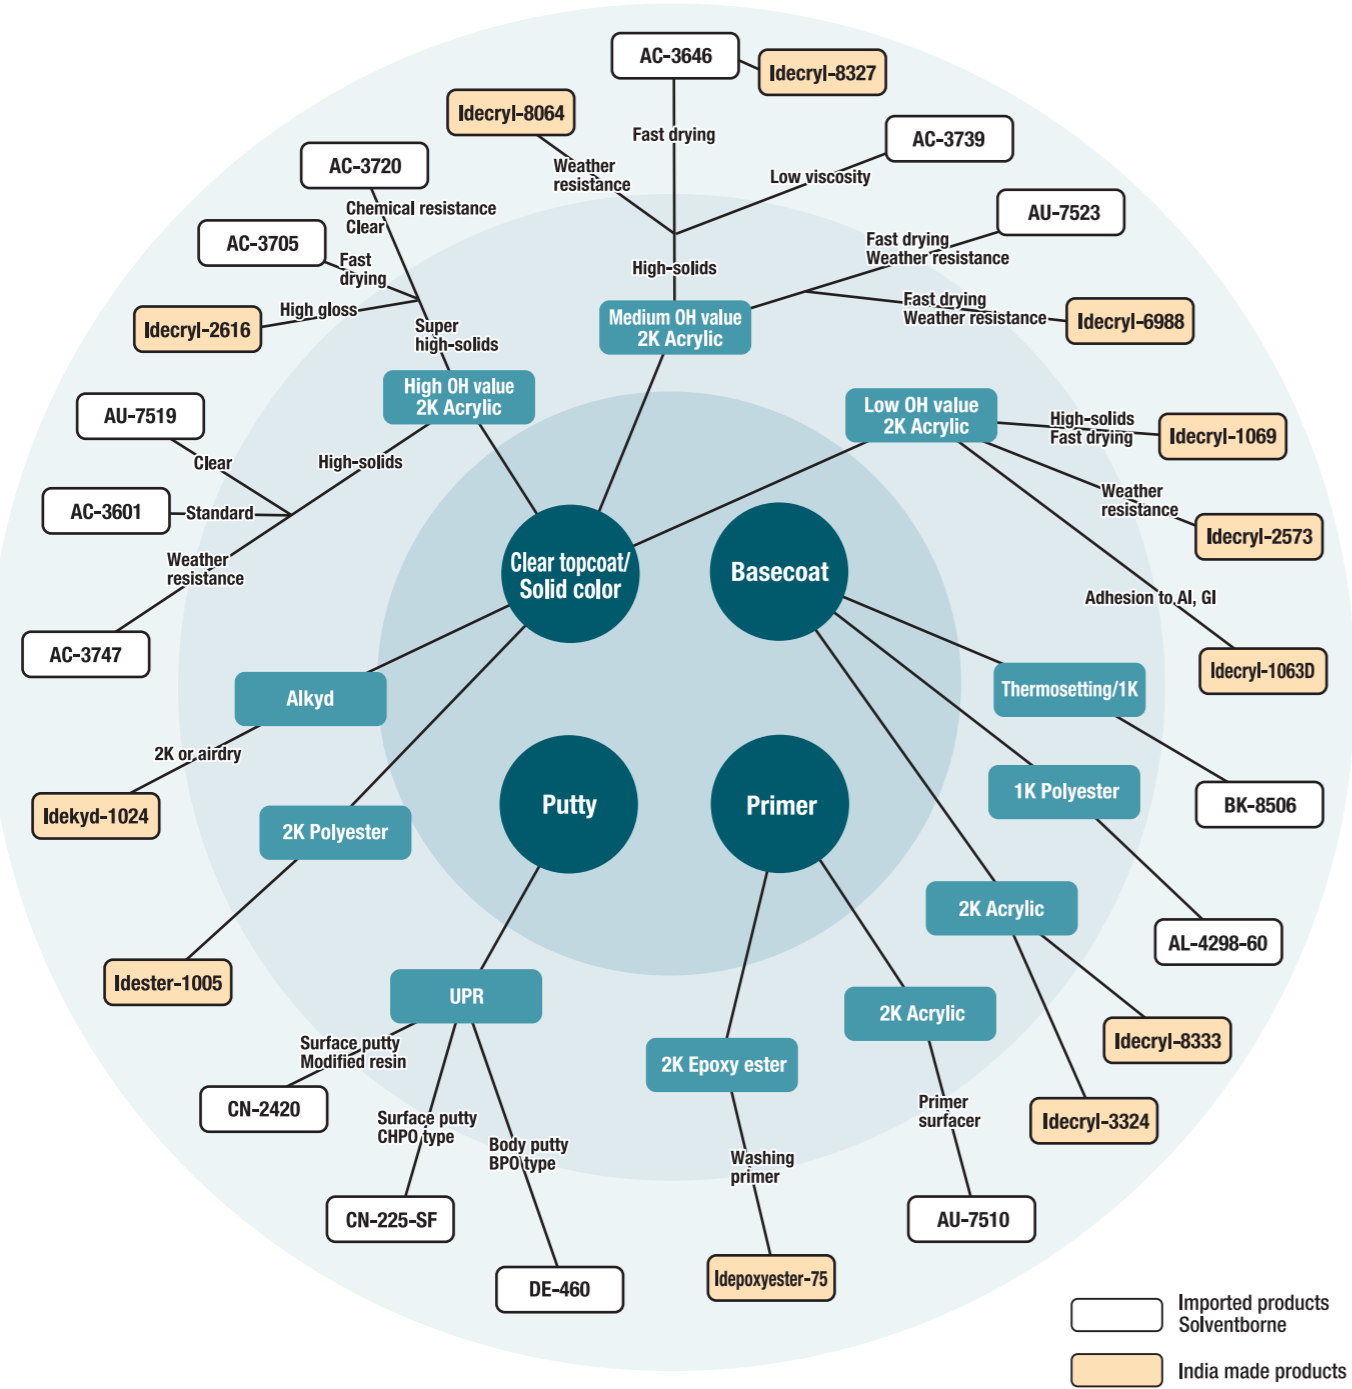 AC-3646
Idecryl-8327
Idecryl-8064
Fast drying
AC-3739
AC-3720
Weather
resistance
Low viscosity
Chemical resistance
Clear
AU-7523
AC-3705
Fast
drying
Fast drying
Weather resistance
High-solids
High gloss
Idecryl-2616
Super
high-solids
Medium OH value
2K Acrylic
Fast drying
Weather resistance
Idecryl-6988
High OH value
2K Acrylic
Low OH value
2K Acrylic
High-solids
Fast drying
Idecryl-1069
AU-7519
Clear
High-solids
AC-3601
Standard
Weather
resistance
Idecryl-2573
Weather
resistance
Clear topcoat/
Solid color
Basecoat
Adhesion to AI, GI
AC-3747
Idecryl-1063D
Alkyd
Thermosetting/1K
2K or airdry
Idekyd-1024
2K Polyester
Putty
Primer
1K Polyester
BK-8506
2K Acrylic
AL-4298-60
Idester-1005
UPR
2K Acrylic
Idecryl-8333
Surface putty
Modified resin
2K Epoxy ester
CN-2420
Surface putty
CHPO type
Body putty
BPO type
Primer
surfacer
Idecryl-3324
Washing
primer
CN-225-SF
AU-7510
DE-460
Idepoxyester-75
Imported products
Solventborne
India made products